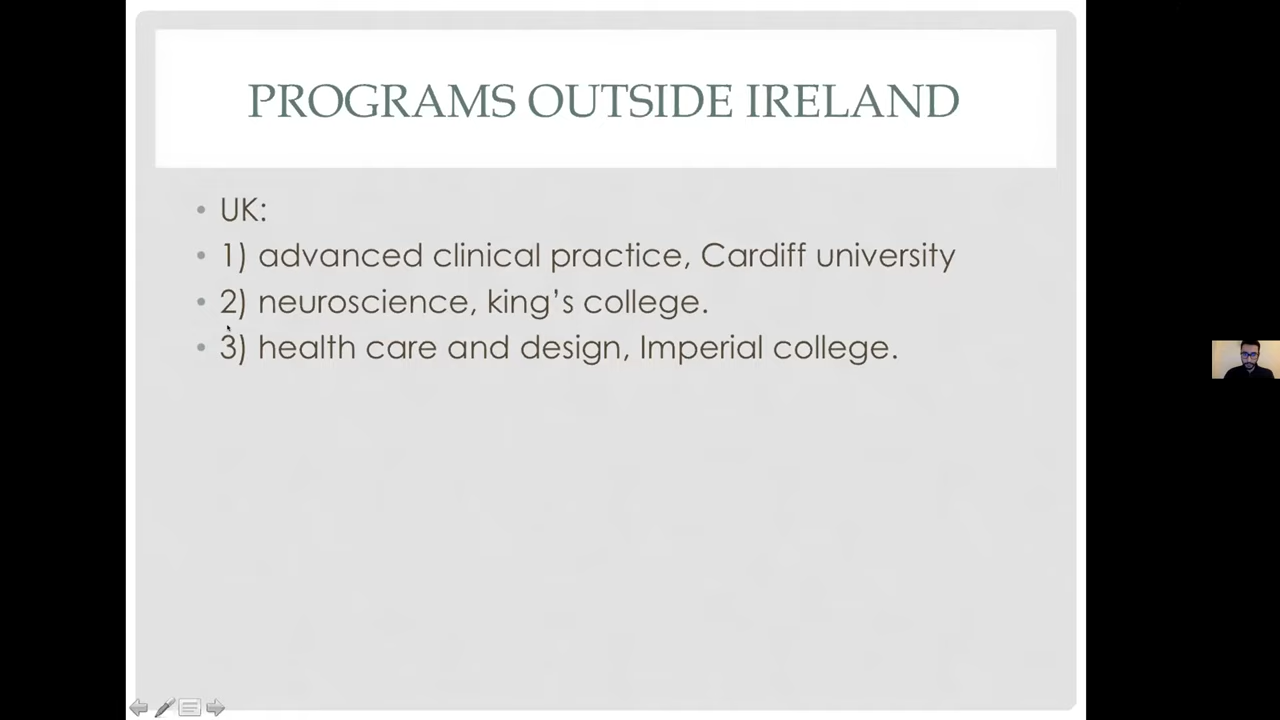 PROGRAMS OUTSIDE IRELAND
• UK:
• 1) advanced clinical practice, Cardiff university
• 2) neuroscience, king’s college.
• 3) health care and design, Imperial college.